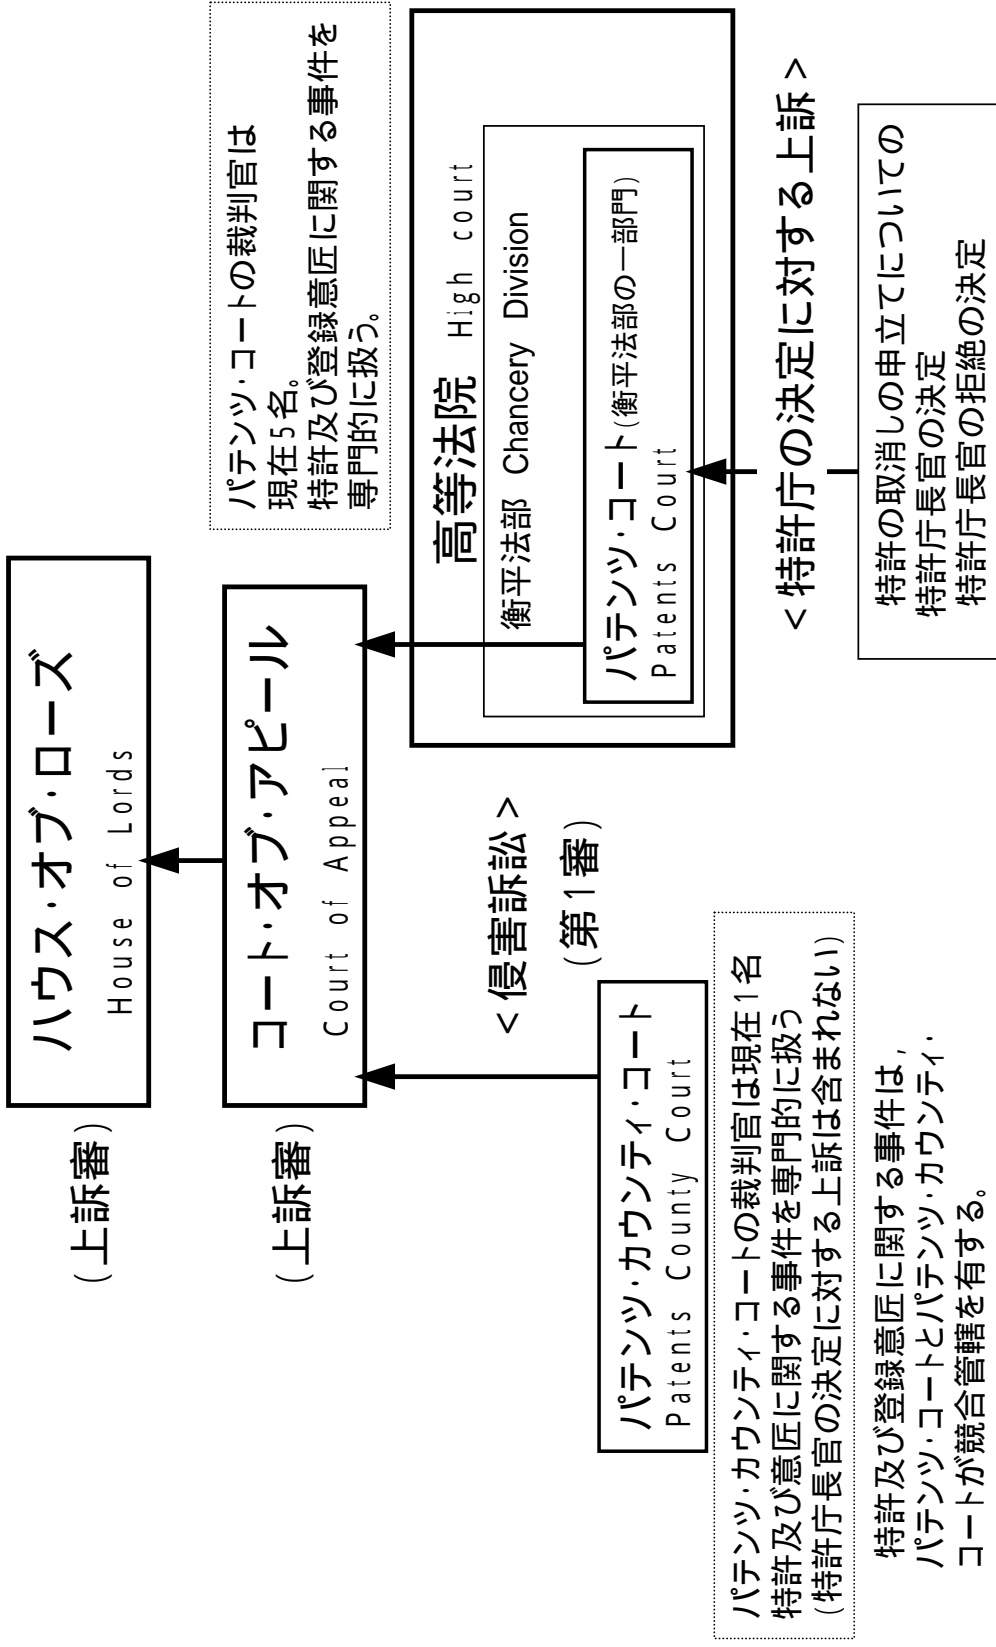 (上訴審)
ハウス・オブ・ローズ
House of Lords
(上訴審)
コート・オブ・アピール
Court of Appeal
パテンツ・コートの裁判官は
現在5名。
特許及び登録意匠に関する事件を
専門的に扱う。
<侵害訴訟>
(第1審)
高等法院 High court
衡平法部 Chancery Division
パテンツ・コート(衡平法部の一部門)
Patents Court
パテンツ・カウンティ・コート
Patents County Court
パテンツ・カウンティ・コートの裁判官は現在1名
特許及び意匠に関する事件を専門的に扱う
(特許庁長官の決定に対する上訴は含まれない)
<特許庁の決定に対する上訴>
特許の取消しの申立てについての
特許庁長官の決定
特許庁長官の拒絶の決定
特許及び登録意匠に関する事件は,
パテンツ・コートとパテンツ・カウンティ・
コートが競合管轄を有する。